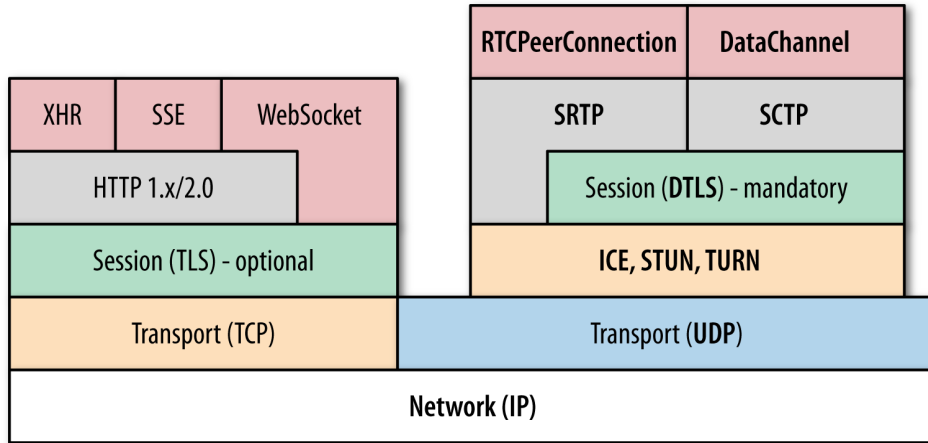 RTCPeerConnection
DataChannel
XHR
SSE
WebSocket
SRTP
SCTP
HTTP 1.x/2.0
Session (DTLS) - mandatory
Session (TLS) - optional
ICE, STUN, TURN
Transport (TCP)
Transport (UDP)
Network (IP)